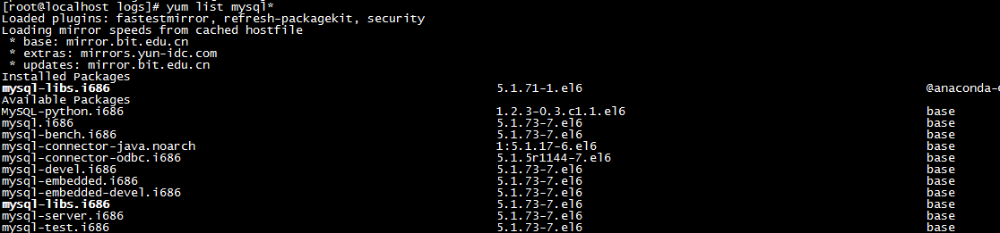 [root@localhost logs]# yum list mysql*
Loaded plugins: fastestmirror, refresh-packagekit, security
Loading mirror speeds from cached hostfile
 * base: mirror.bit.edu.cn
 * extras: mirrors.yun-idc.com
 * updates: mirror.bit.edu.cn
Installed Packages
mysql-libs.i686 5.1.71-1.el6 @anaconda-c
Available Packages
MySQL-python.i686 1.2.3-0.3.c1.1.el6 base
mysql.i686 5.1.73-7.el6 base
mysql-bench.i686 5.1.73-7.el6 base
mysql-connector-java.noarch 1:5.1.17-6.el6 base
mysql-connector-odbc.i686 5.1.5r1144-7.el6 base
mysql-devel.i686 5.1.73-7.el6 base
mysql-embedded.i686 5.1.73-7.el6 base
mysql-embedded-devel.i686 5.1.73-7.el6 base
mysql-libs.i686 5.1.73-7.el6 base
mysql-server.i686 5.1.73-7.el6 base
mysql-test.i686 5.1.73-7.el6 base